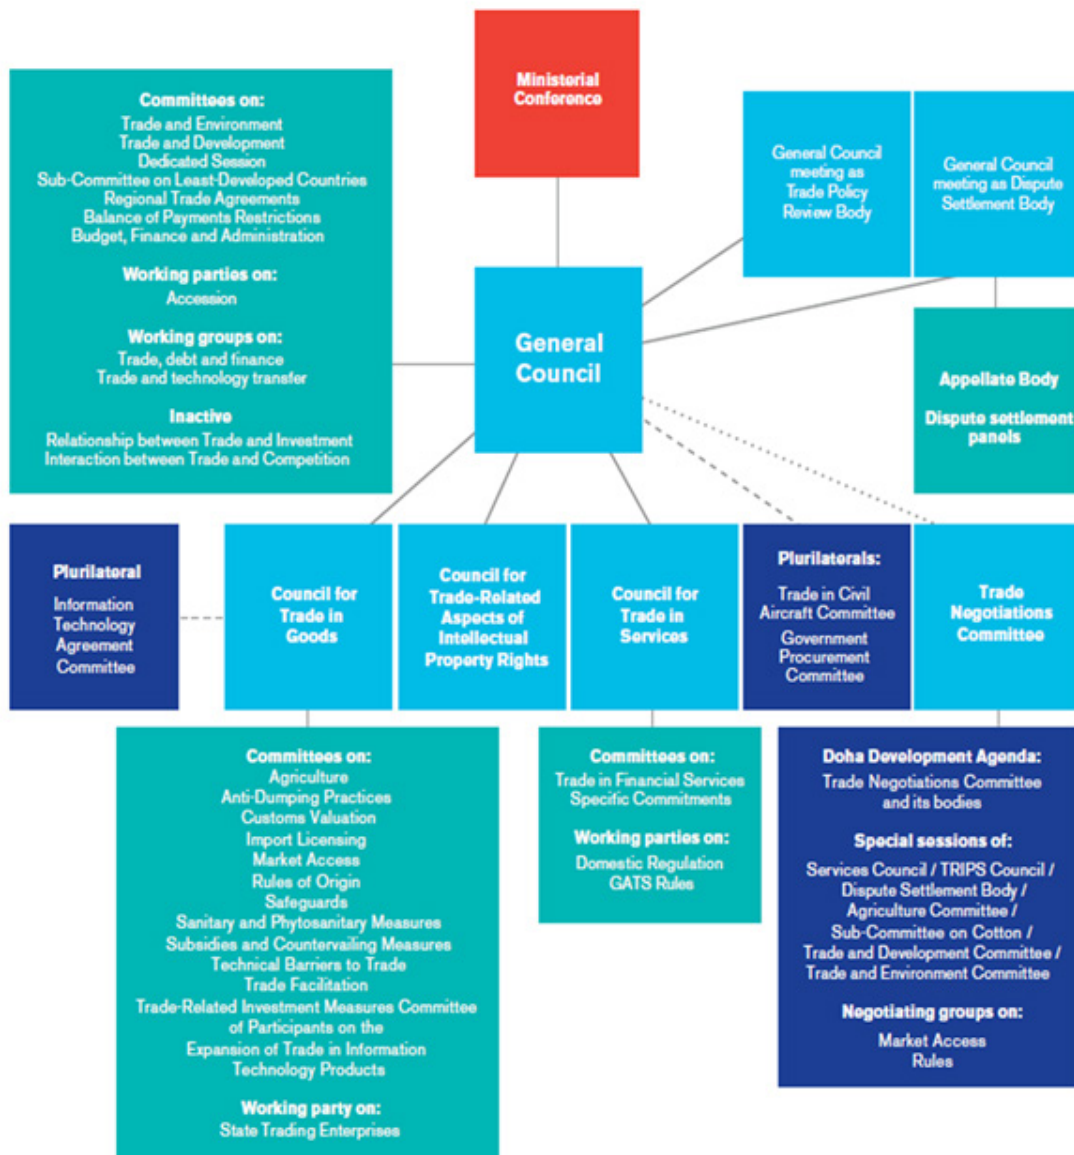 Ministerial
Conference
Committees on:
Trade and Environment
Trade and Development
Dedicated Session
Sub-Committee on Least-Developed Countries
Regional Trade Agreements
Balance of Payments Restrictions
Budget, Finance and Administration
Working parties on:
Accession
Working groups on:
Trade, debt and finance
Trade and technology transfer
Inactive
Relationship between Trade and Investment
Interaction between Trade and Competition
General Council
meeting as
Trade Policy
Review Body
General Council
meeting as Dispute
Settlement Body
General
Council
Appellate Body
Dispute settlement
panels
Plurilateral
Information
Technology
Agreement
Committee
Council for
Trade in
Goods
Council for
Trade-Related
Aspects of
Intellectual
Property Rights
Council for
Trade in
Services
Plurilaterals:
Trade in Civil
Aircraft Committee
Government
Procurement
Committee
Trade
Negotiations
Committee
Committees on:
Agriculture
Anti-Dumping Practices
Customs Valuation
Import Licensing
Market Access
Rules of Origin
Safeguards
Sanitary and Phytosanitary Measures
Subsidies and Countervailing Measures
Technical Barriers to Trade
Trade Facilitation
Trade-Related Investment Measures Committee
of Participants on the
Expansion of Trade in Information
Technology Products
Working party on:
State Trading Enterprises
Committees on:
Trade in Financial Services
Specific Commitments
Working parties on:
Domestic Regulation
GATS Rules
Doha Development Agenda:
Trade Negotiations Committee
and its bodies
Special sessions of:
Services Council / TRIPS Council /
Dispute Settlement Body /
Agriculture Committee /
Sub-Committee on Cotton /
Trade and Development Committee /
Trade and Environment Committee
Negotiating groups on:
Market Access
Rules